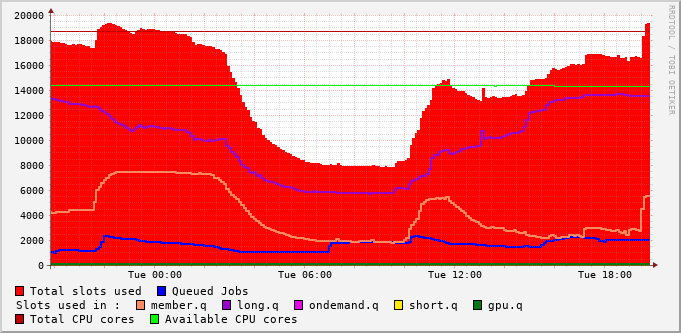 20000
18000
16000
14000
12000
10000
8000
6000
4000
2000
0
Tue 00:00 Tue 06:00 Tue 12:00 Tue 18:00
RRDTOOL / TOBI OETIKER
Total slots used Queued Jobs
Slots used in : member.q long.q ondemand.q short.q gpu.q
Total CPU cores Available CPU cores